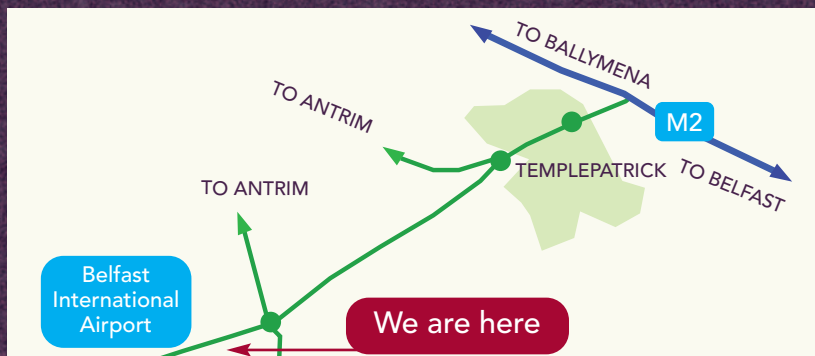 TO BALLYMENA
M2
TO ANTRIM
TEMPLEPATRICK
TO BELFAST
TO ANTRIM
Belfast
International
Airport
We are here